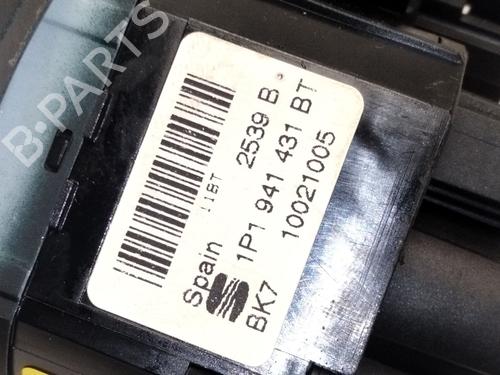 B-PARTS
2539 B
11BT
1P1 941 431 BT
Spain
10021005
BK7